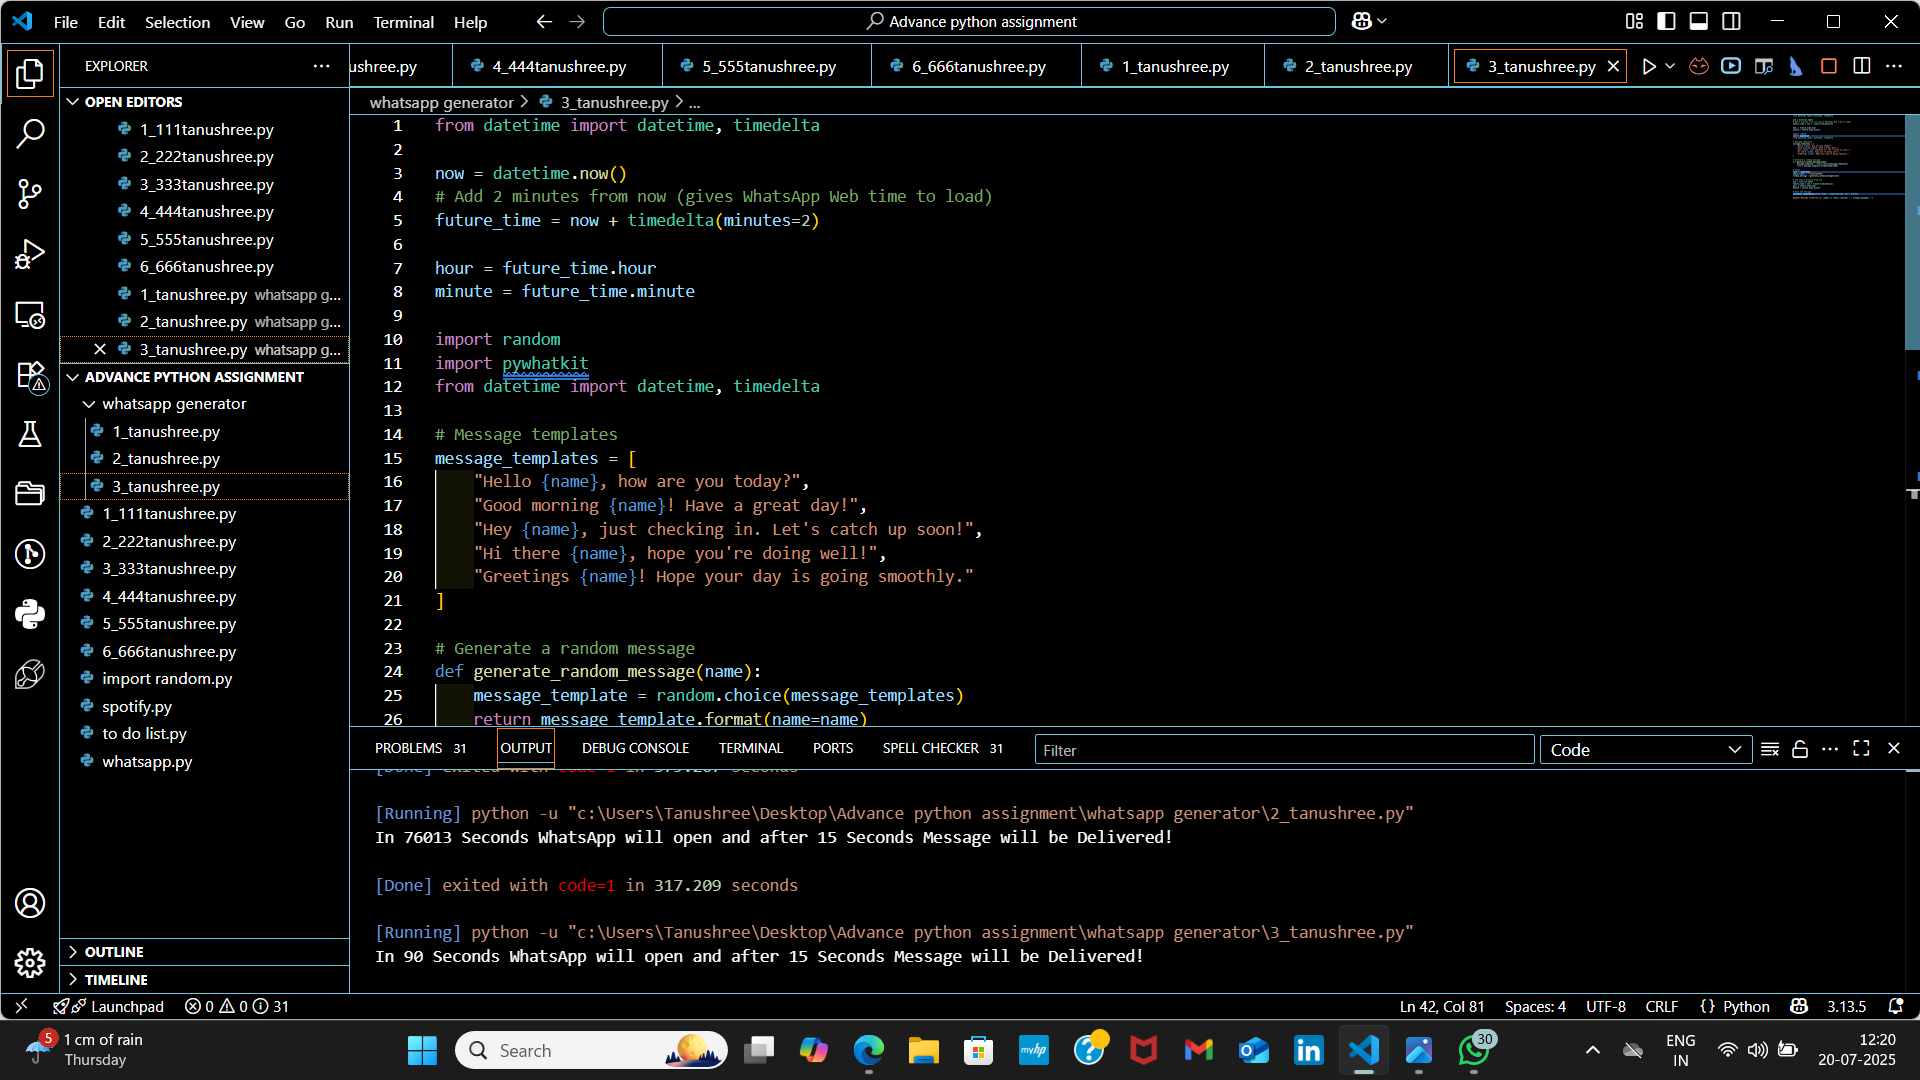 File Edit Selection View Go Run Terminal Help
Advance python assignment
EXPLORER
OPEN EDITORS
1_111tanushree.py
2_222tanushree.py
3_333tanushree.py
4_444tanushree.py
5_555tanushree.py
6_666tanushree.py
1_tanushree.py whatsapp g...
2_tanushree.py whatsapp g...
3_tanushree.py whatsapp g...
ADVANCE PYTHON ASSIGNMENT
whatsapp generator
1_tanushree.py
2_tanushree.py
3_tanushree.py
1_111tanushree.py
2_222tanushree.py
3_333tanushree.py
4_444tanushree.py
5_555tanushree.py
6_666tanushree.py
import random.py
spotify.py
to do list.py
whatsapp.py
OUTLINE
TIMELINE
ushree.py 4_444tanushree.py 5_555tanushree.py 6_666tanushree.py 1_tanushree.py 2_tanushree.py 3_tanushree.py
whatsapp generator > 3_tanushree.py > ...
1 from datetime import datetime, timedelta
2
3 now = datetime.now()
4 # Add 2 minutes from now (gives WhatsApp Web time to load)
5 future_time = now + timedelta(minutes=2)
6
7 hour = future_time.hour
8 minute = future_time.minute
9
10 import random
11 import pywhatkit
12 from datetime import datetime, timedelta
13
14 # Message templates
15 message_templates = [
16 "Hello {name}, how are you today?",
17 "Good morning {name}! Have a great day!",
18 "Hey {name}, just checking in. Let's catch up soon!",
19 "Hi there {name}, hope you're doing well!",
20 "Greetings {name}! Hope your day is going smoothly."
21 ]
22
23 # Generate a random message
24 def generate_random_message(name):
25 message_template = random.choice(message_templates)
26 return message_template.format(name=name)
PROBLEMS 31 OUTPUT DEBUG CONSOLE TERMINAL PORTS SPELL CHECKER 31 Filter Code
[Running] python -u "c:\Users\Tanushree\Desktop\Advance python assignment\whatsapp generator\2_tanushree.py"
In 76013 Seconds WhatsApp will open and after 15 Seconds Message will be Delivered!
[Done] exited with code=1 in 317.209 seconds
[Running] python -u "c:\Users\Tanushree\Desktop\Advance python assignment\whatsapp generator\3_tanushree.py"
In 90 Seconds WhatsApp will open and after 15 Seconds Message will be Delivered!
Launchpad 0 0 31 Ln 42, Col 81 Spaces: 4 UTF-8 CRLF {} Python 3.13.5
5
1 cm of rain
Thursday
Search
myhp
30
ENG
IN
12:20
20-07-2025